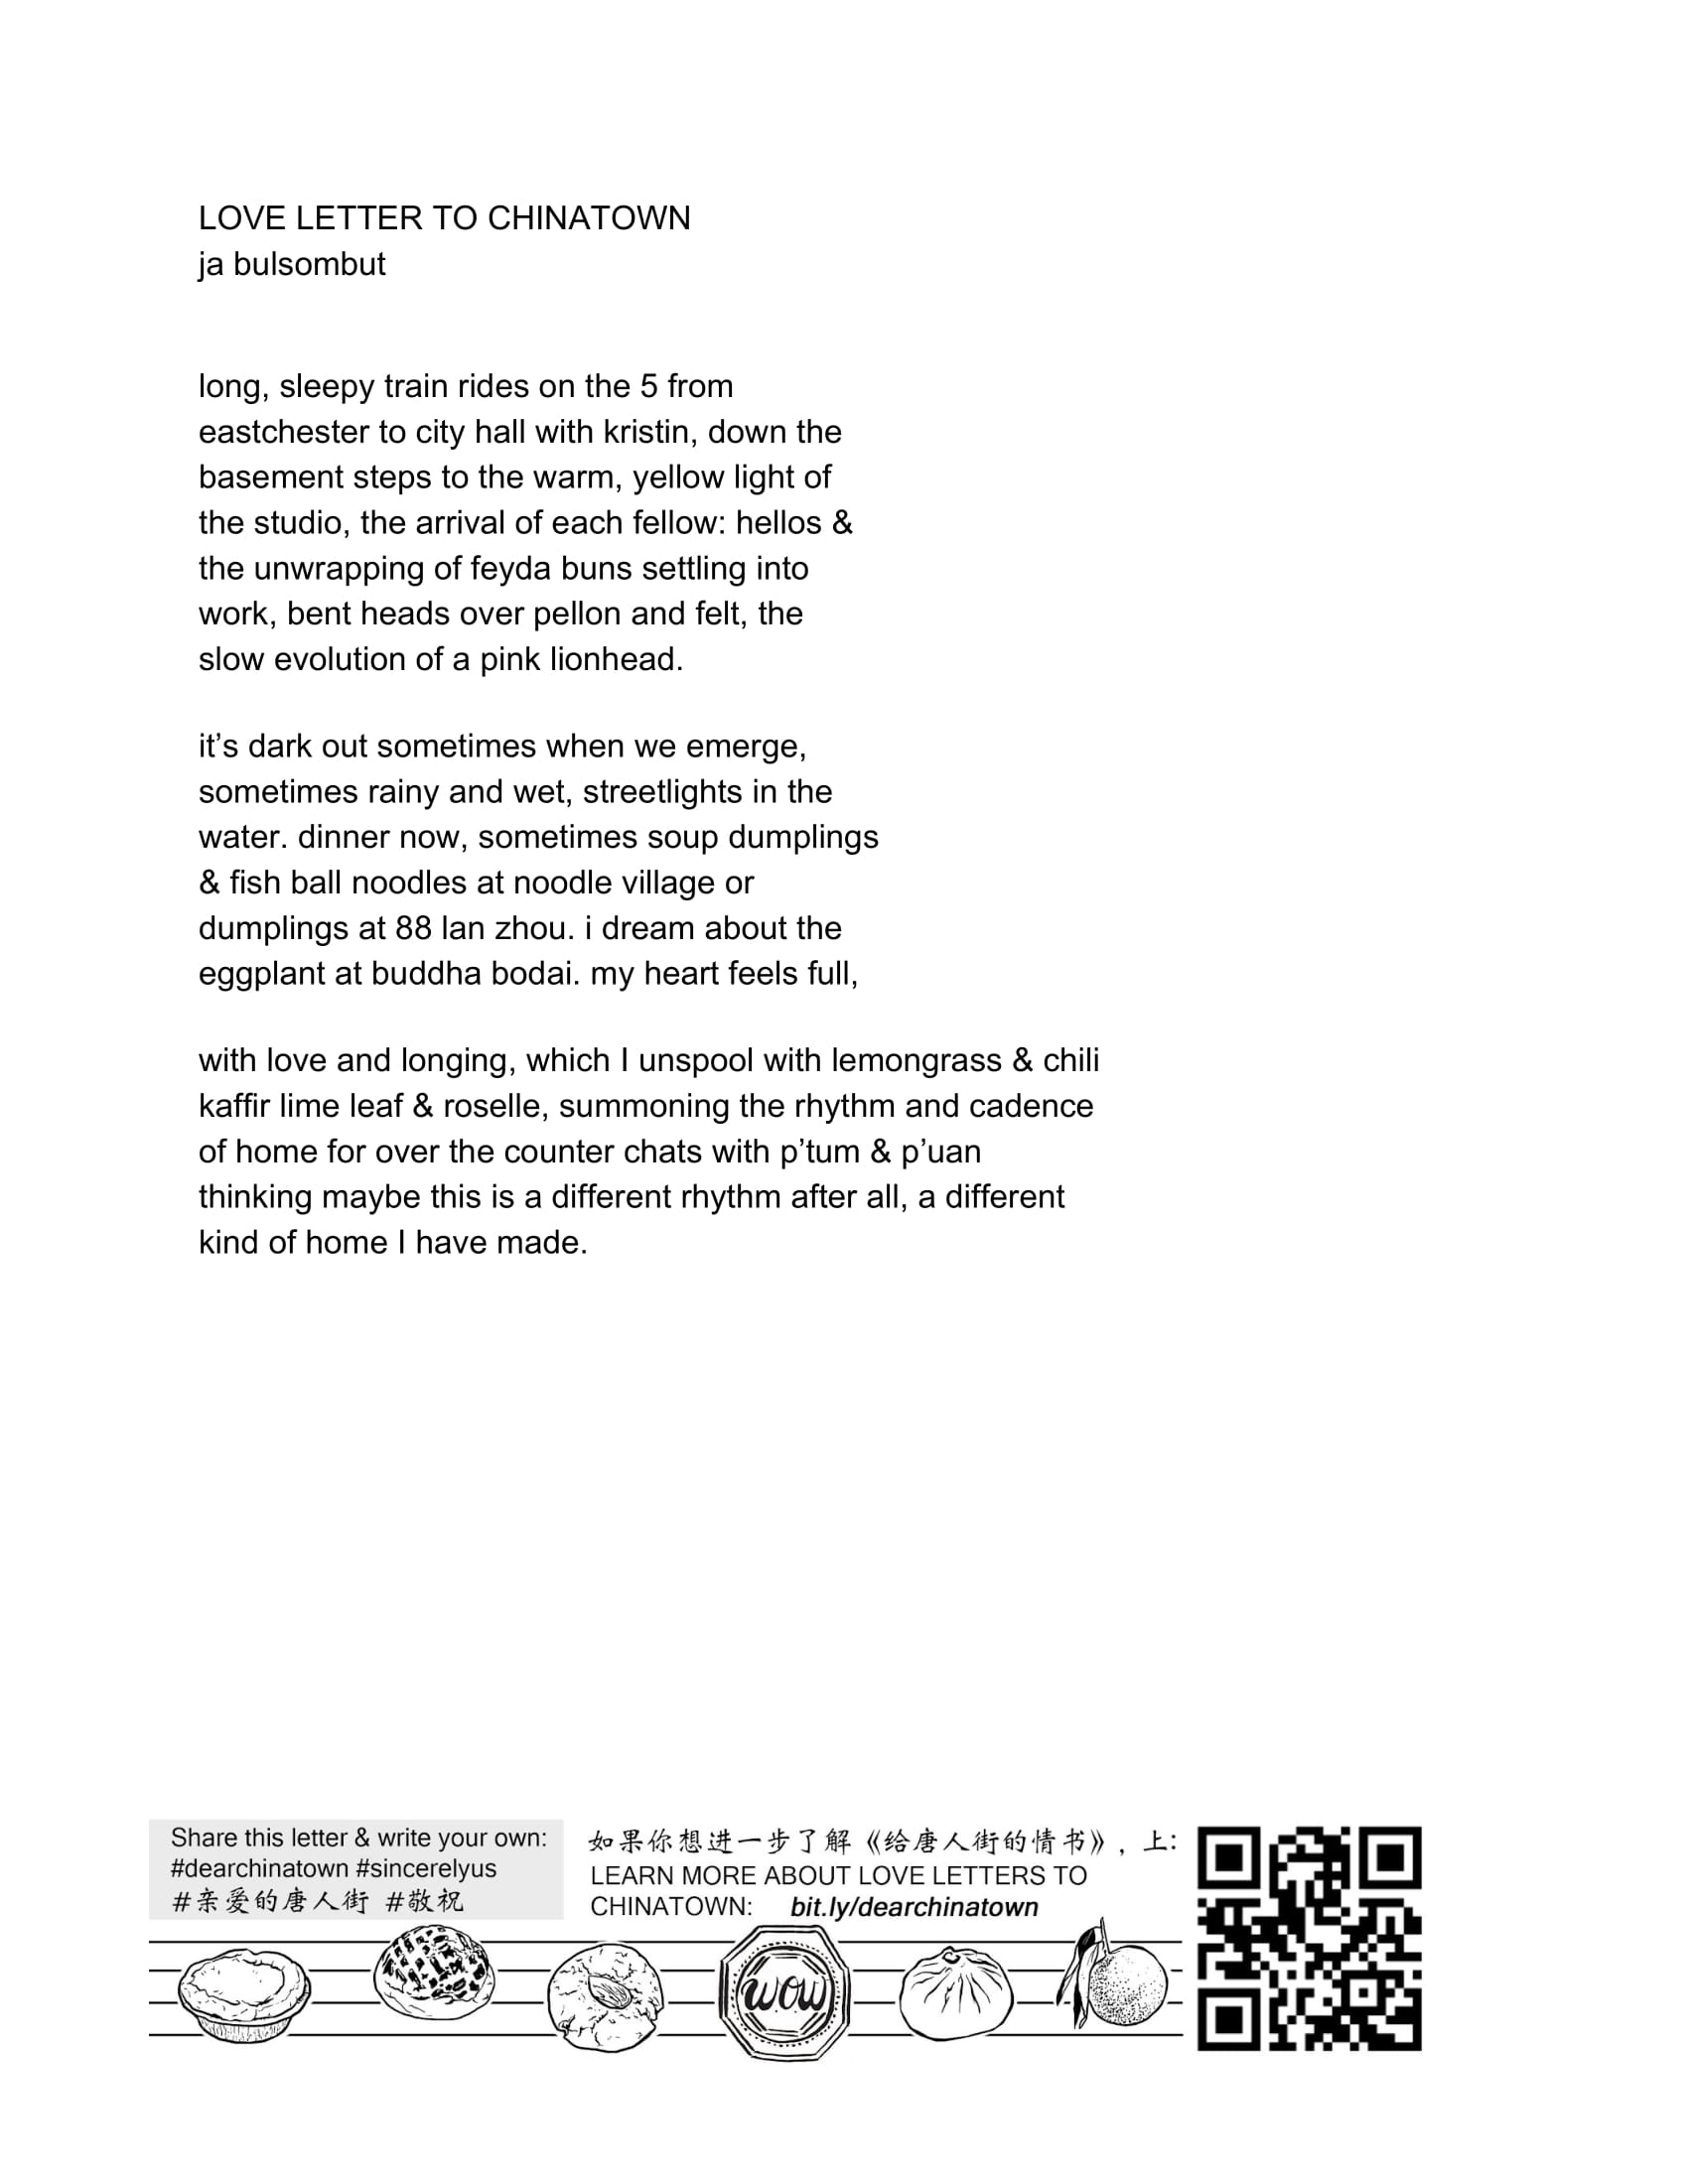 LOVE LETTER TO CHINATOWN
ja bulsombut
long, sleepy train rides on the 5 from
eastchester to city hall with kristin, down the
basement steps to the warm, yellow light of
the studio, the arrival of each fellow: hellos &
the unwrapping of feyda buns settling into
work, bent heads over pellon and felt, the
slow evolution of a pink lionhead.
it’s dark out sometimes when we emerge,
sometimes rainy and wet, streetlights in the
water. dinner now, sometimes soup dumplings
& fish ball noodles at noodle village or
dumplings at 88 lan zhou. i dream about the
eggplant at buddha bodai. my heart feels full,
with love and longing, which I unspool with lemongrass & chili
kaffir lime leaf & roselle, summoning the rhythm and cadence
of home for over the counter chats with p’tum & p’uan
thinking maybe this is a different rhythm after all, a different
kind of home I have made.
Share this letter & write your own:
#dearchinatown #sincerelyus
#亲爱的唐人街 #敬祝
如果你想进一步了解《给唐人街的情书》, 上:
LEARN MORE ABOUT LOVE LETTERS TO
CHINATOWN: bit.ly/dearchinatown
wow